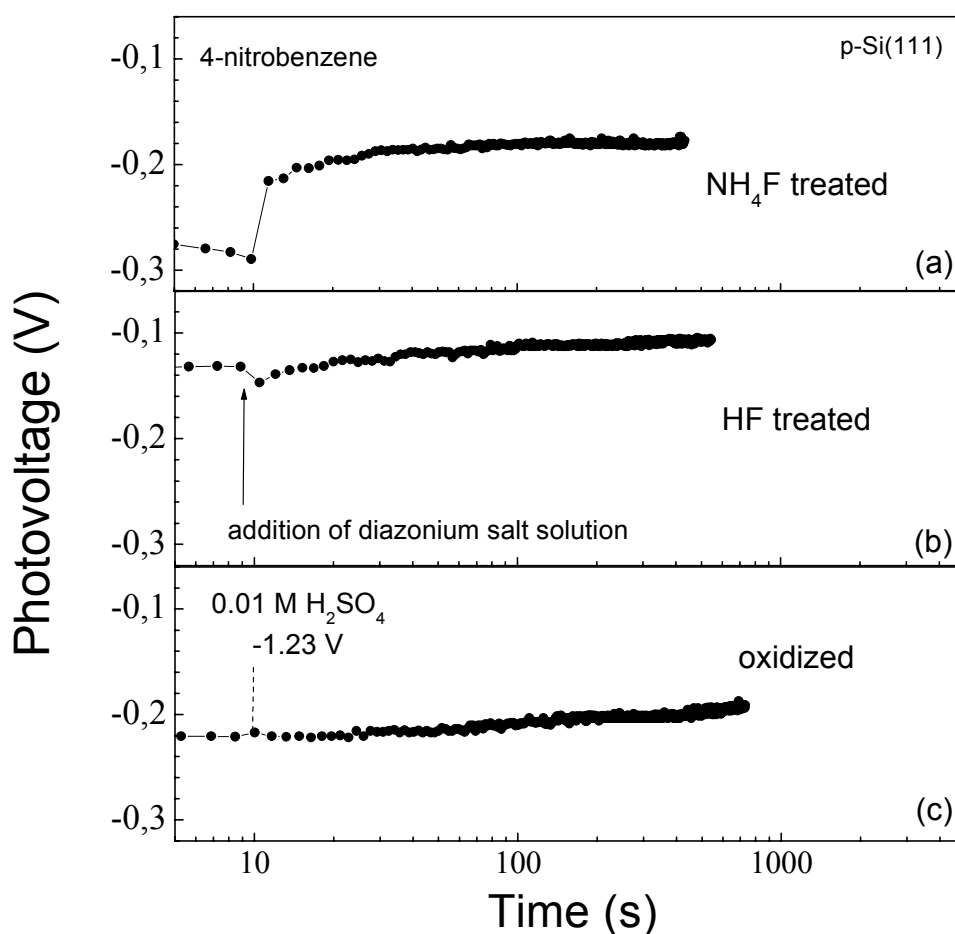 4-nitrobenzene
p-Si(111)
-0,1
-0,2
-0,3
NH₄F treated
(a)
-0,1
-0,2
-0,3
HF treated
addition of diazonium salt solution
(b)
-0,1
-0,2
-0,3
0.01 M H₂SO₄
-1.23 V
oxidized
(c)
10
100
1000
Time (s)
Photovoltage (V)